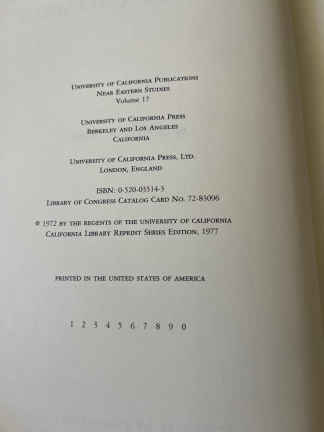 University of California Publications
Near Eastern Studies
Volume 17
University of California Press
Berkeley and Los Angeles
California
University of California Press, Ltd.
London, England
ISBN: 0-520-03514-3
Library of Congress Catalog Card No. 72-83096
© 1972 by the Regents of the University of California
California Library Reprint Series Edition, 1977
Printed in the United States of America
1 2 3 4 5 6 7 8 9 0